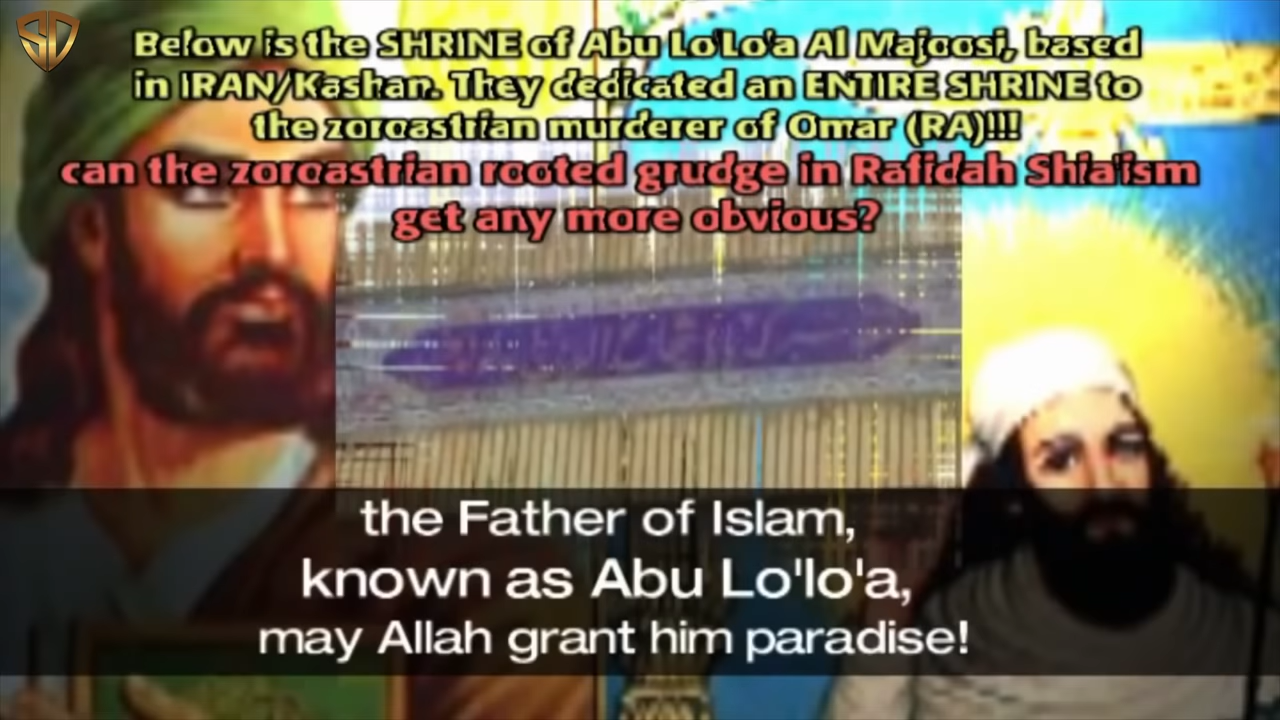 Below is the SHRINE of Abu Lo'Lo'a Al Majoosi, based
in IRAN/Kashan. They dedicated an ENTIRE SHRINE to
the zoroastrian murderer of Omar (RA)!!!
can the zoroastrian rooted grudge in Rafidah Shia'ism
get any more obvious?
the Father of Islam,
known as Abu Lo'lo'a,
may Allah grant him paradise!